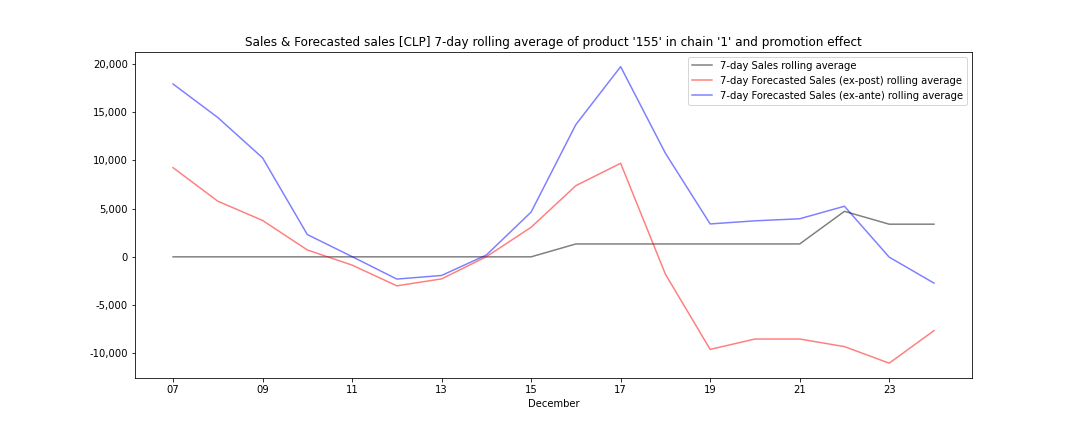 Sales & Forecasted sales [CLP] 7-day rolling average of product '155' in chain '1' and promotion effect
7-day Sales rolling average
7-day Forecasted Sales (ex-post) rolling average
7-day Forecasted Sales (ex-ante) rolling average
20,000
15,000
10,000
5,000
0
-5,000
-10,000
07 09 11 13 15 17 19 21 23
December